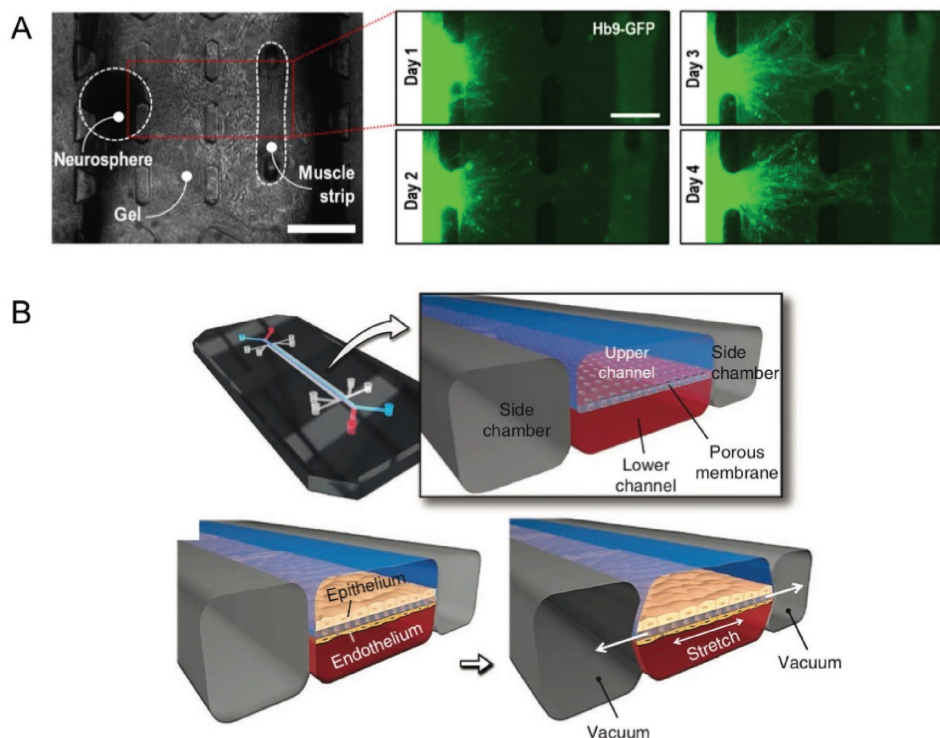 A
Neurosphere
Gel
Muscle
strip
Hb9-GFP
Day 1
Day 2
Day 3
Day 4
B
Upper
channel
Side
chamber
Side
chamber
Lower
channel
Porous
membrane
Epithelium
Endothelium
Stretch
Vacuum
Vacuum